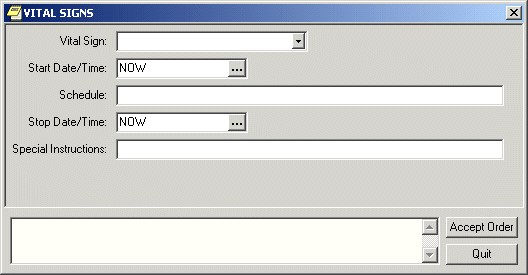 VITAL SIGNS
Vital Sign:
Start Date/Time: NOW ...
Schedule:
Stop Date/Time: NOW ...
Special Instructions:
Accept Order
Quit